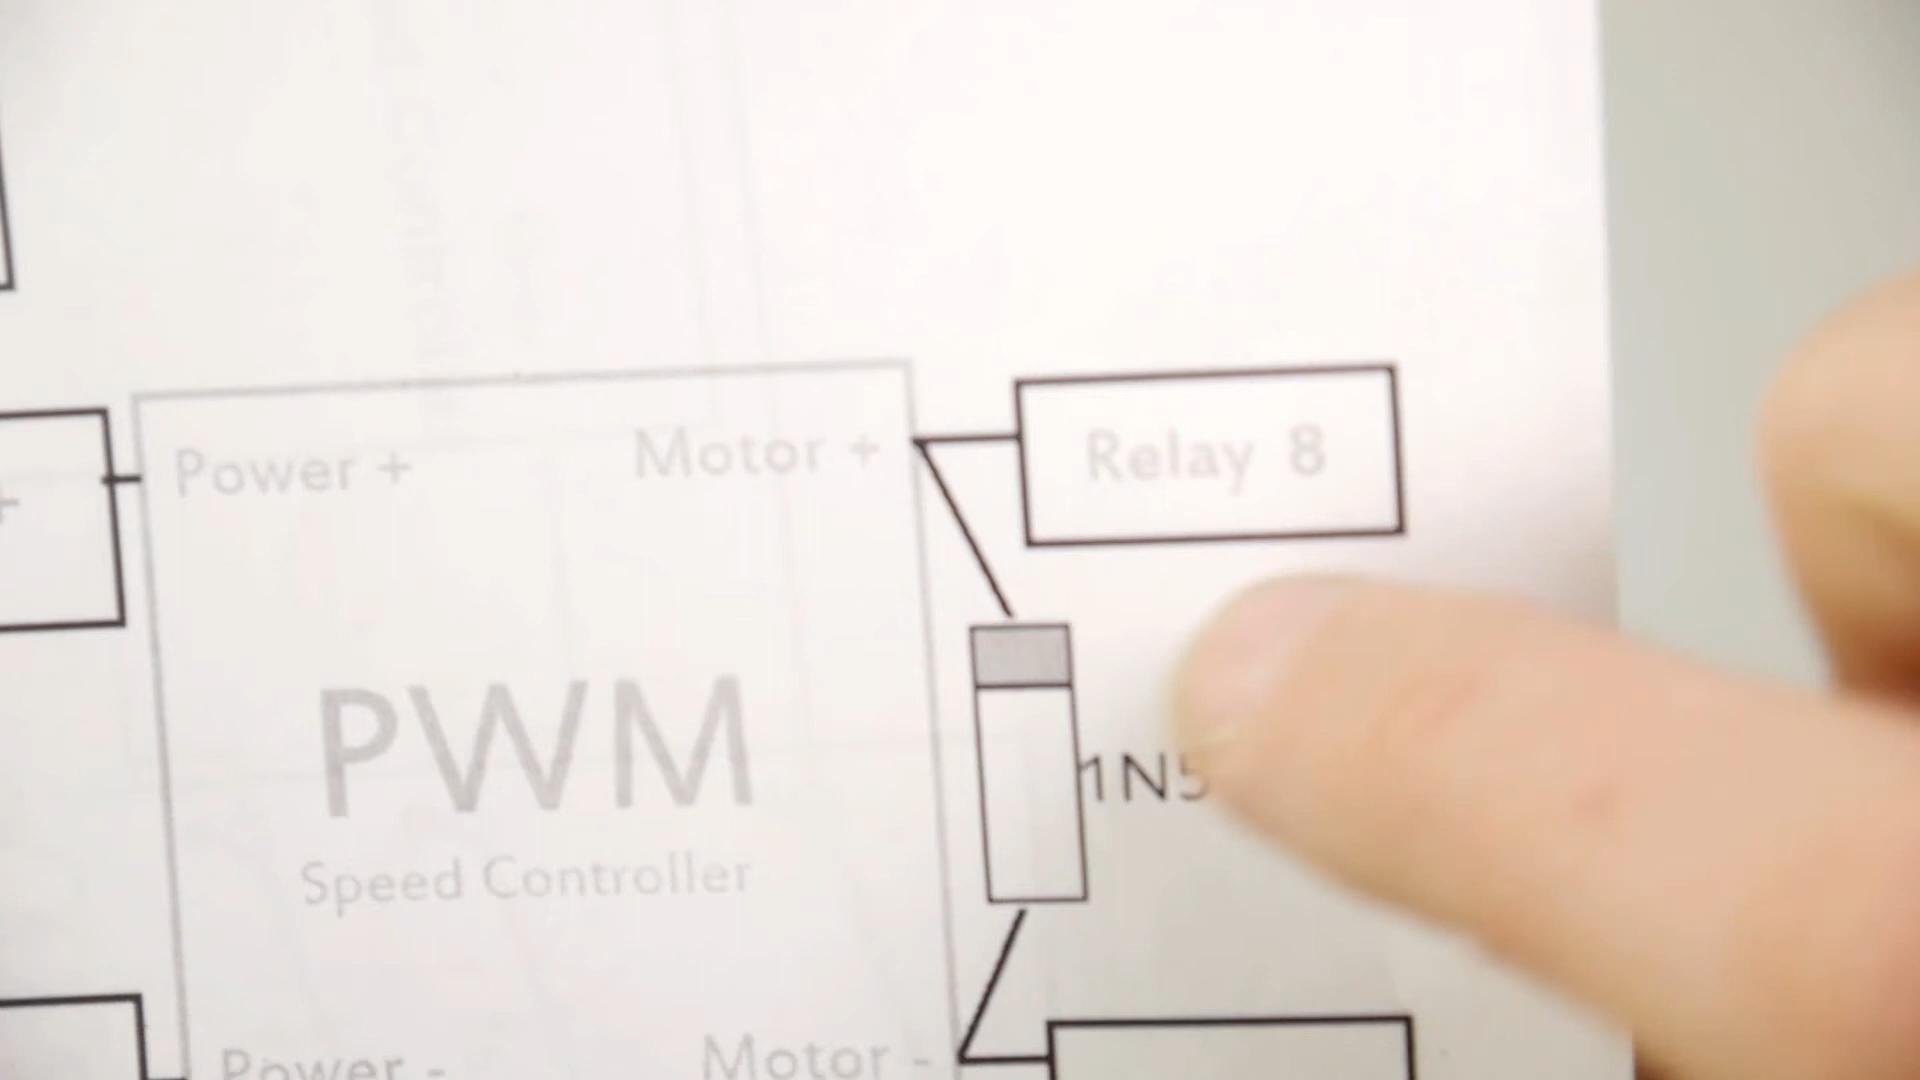 Power + Motor + Relay 8
+
PWM
1N5
Speed Controller
Power - Motor -